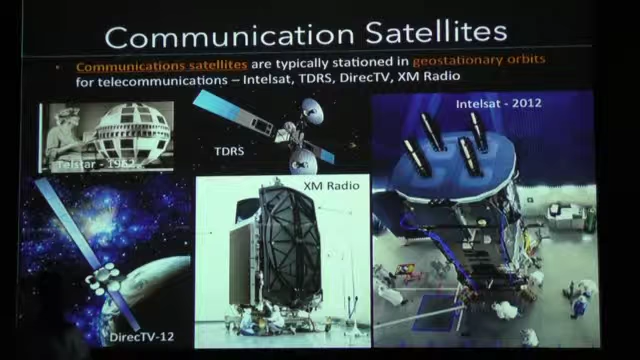 Communication Satellites
• Communications satellites are typically stationed in geostationary orbits
for telecommunications – Intelsat, TDRS, DirecTV, XM Radio
Telstar - 1962
TDRS
Intelsat - 2012
XM Radio
DirecTV-12